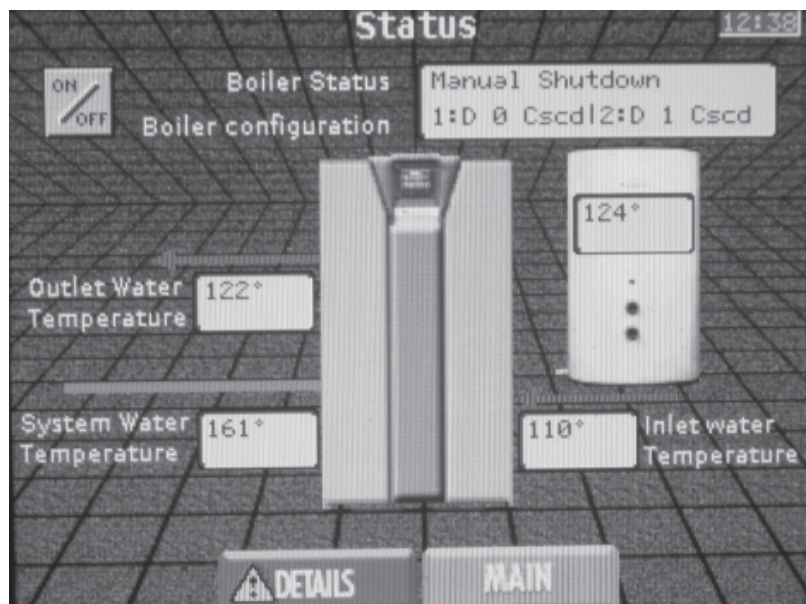 Status
12:38
ON
OFF
Boiler Status
Manual Shutdown
Boiler configuration
1:D 0 Cscd|2:D 1 Cscd
124°
Outlet Water
Temperature
122°
System Water
Temperature
161°
110°
Inlet water
Temperature
DETAILS
MAIN